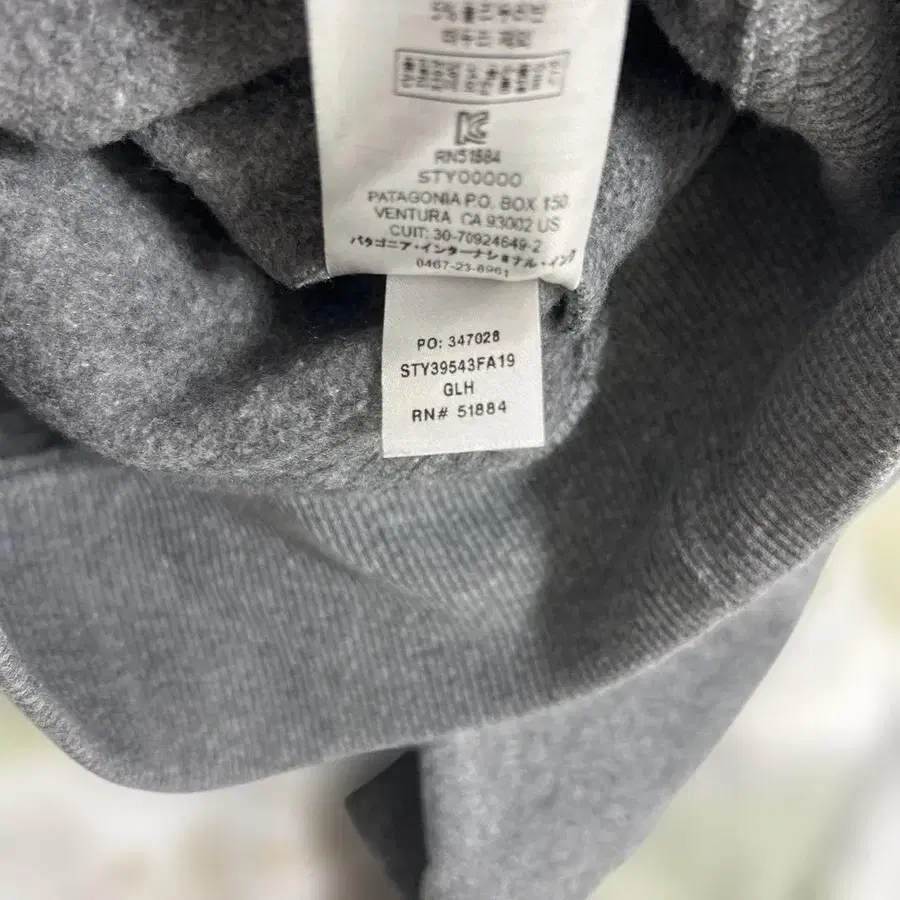 RN51884
STY00000
PATAGONIA P.O. BOX 150
VENTURA CA 93002 US
CUIT: 30-70924649-2
パタゴニア・インターナショナル・インク
0467-23-8961
PO: 347028
STY39543FA19
GLH
RN# 51884